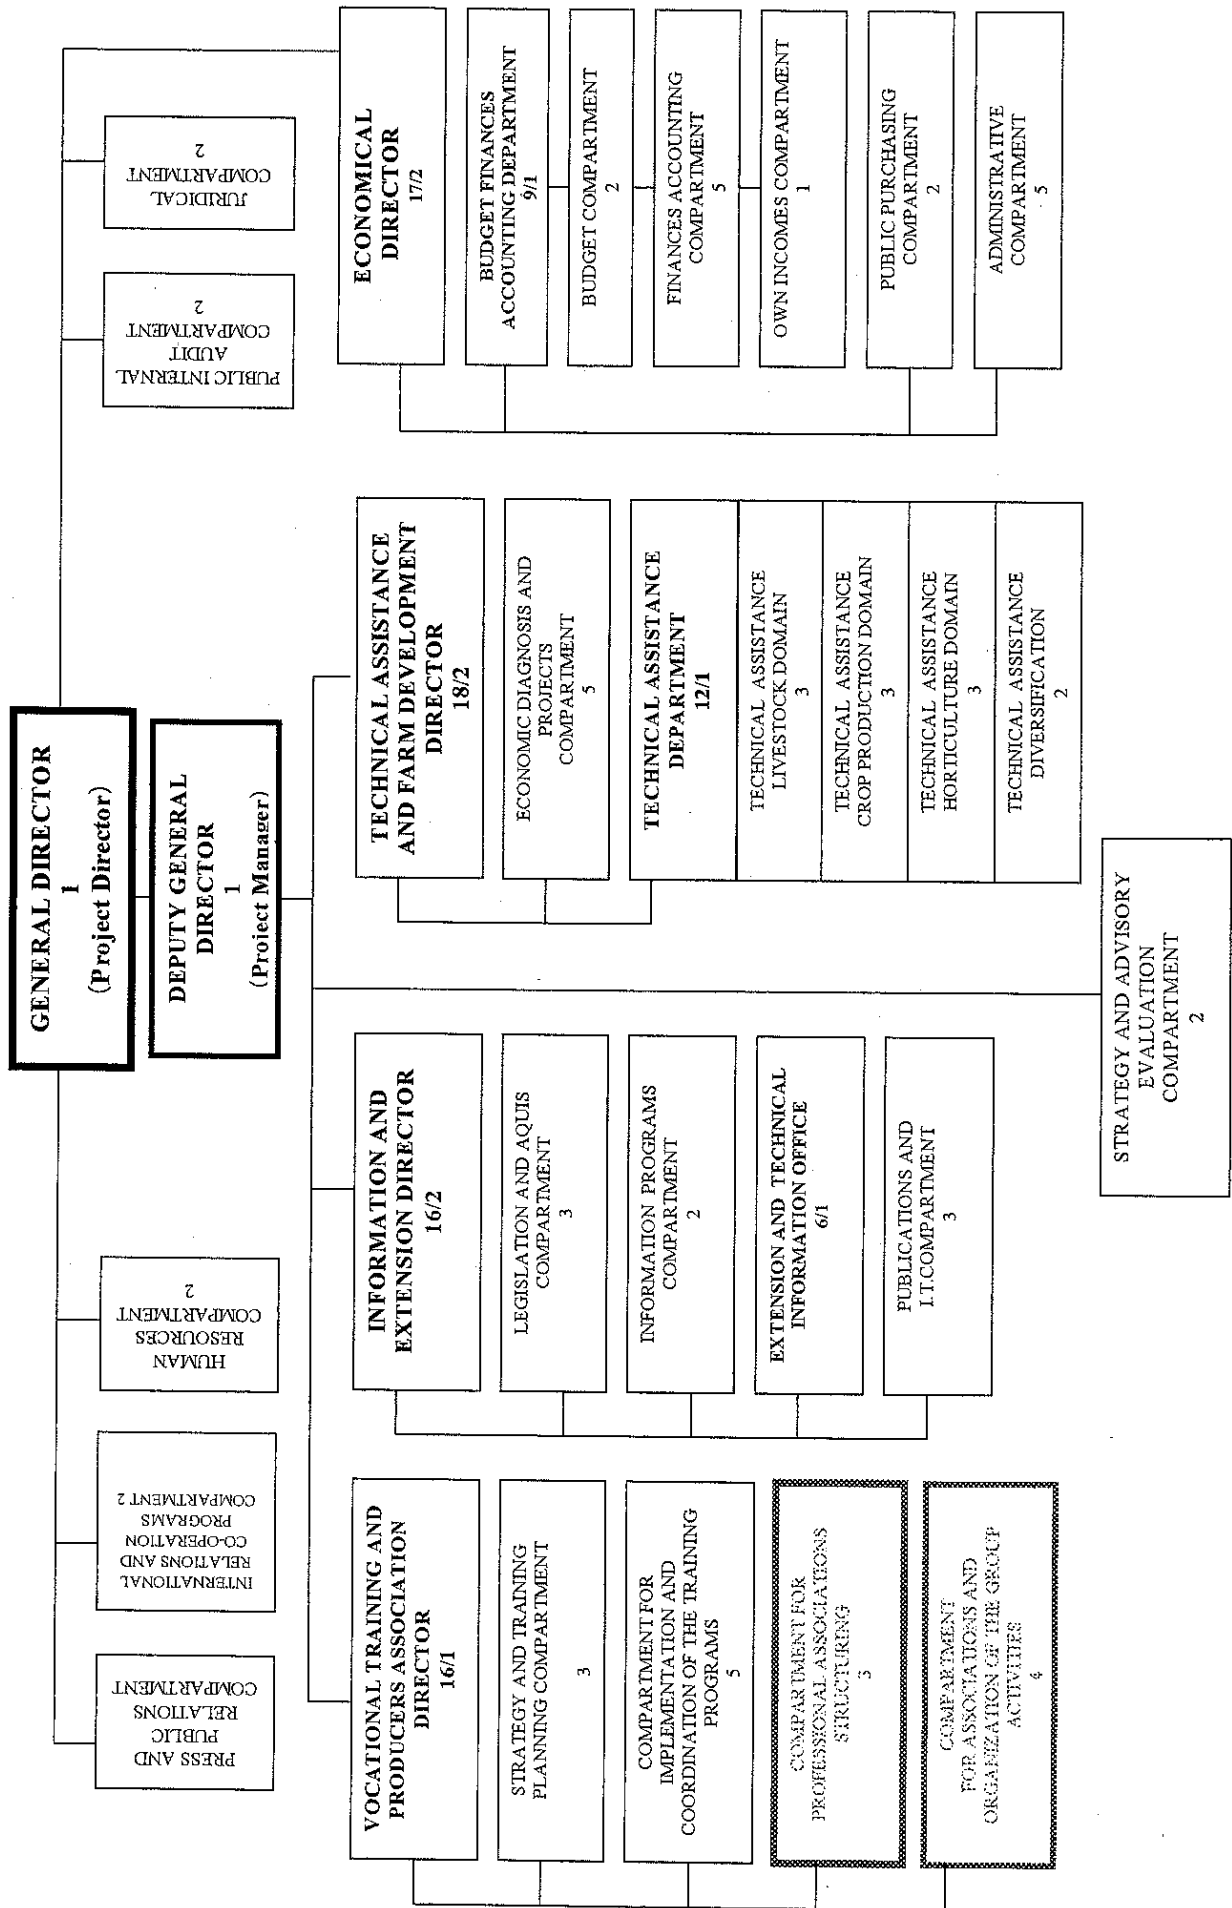 GENERAL DIRECTOR
1
(Project Director)
DEPUTY GENERAL
DIRECTOR
1
(Proiect Manager)
PRESS AND
PUBLIC
RELATIONS
COMPARTMENT
INTERNATIONAL
RELATIONS AND
CO-OPERATION
PROGRAMS
COMPARTMENT 2
HUMAN
RESOURCES
COMPARTMENT
2
PUBLIC INTERNAL
AUDIT
COMPARTMENT
2
JURIDICAL
COMPARTMENT
2
VOCATIONAL TRAINING AND
PRODUCERS ASSOCIATION
DIRECTOR
16/1
STRATEGY AND TRAINING
PLANNING COMPARTMENT
3
COMPARTMENT FOR
IMPLEMENTATION AND
COORDINATION OF THE TRAINING
PROGRAMS
5
COMPARTMENT FOR
PROFESSIONAL ASSOCIATIONS
STRUCTURING
3
COMPARTMENT
FOR ASSOCIATIONS AND
ORGANIZATION OF THE GROUP
ACTIVITIES
4
INFORMATION AND
EXTENSION DIRECTOR
16/2
LEGISLATION AND AQUIS
COMPARTMENT
3
INFORMATION PROGRAMS
COMPARTMENT
2
EXTENSION AND TECHNICAL
INFORMATION OFFICE
6/1
PUBLICATIONS AND
I.T.COMPARTMENT
3
TECHNICAL ASSISTANCE
AND FARM DEVELOPMENT
DIRECTOR
18/2
ECONOMIC DIAGNOSIS AND
PROJECTS
COMPARTMENT
5
TECHNICAL ASSISTANCE
DEPARTMENT
12/1
TECHNICAL ASSISTANCE
LIVESTOCK DOMAIN
3
TECHNICAL ASSISTANCE
CROP PRODUCTION DOMAIN
3
TECHNICAL ASSISTANCE
HORTICULTURE DOMAIN
3
TECHNICAL ASSISTANCE
DIVERSIFICATION
2
ECONOMICAL
DIRECTOR
17/2
BUDGET FINANCES
ACCOUNTING DEPARTMENT
9/1
BUDGET COMPARTMENT
2
FINANCES ACCOUNTING
COMPARTMENT
5
OWN INCOMES COMPARTMENT
1
PUBLIC PURCHASING
COMPARTMENT
2
ADMINISTRATIVE
COMPARTMENT
5
STRATEGY AND ADVISORY
EVALUATION
COMPARTMENT
2